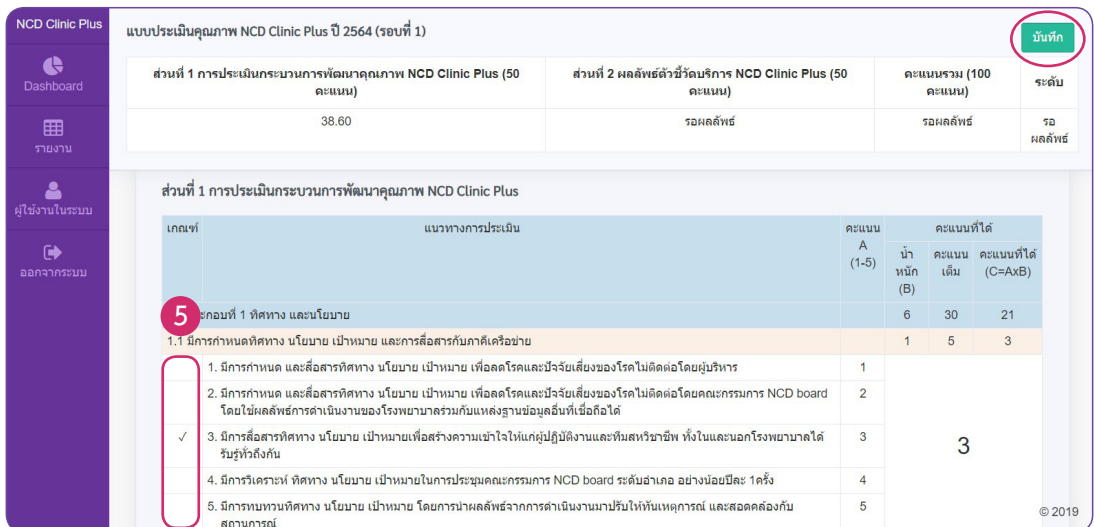 NCD Clinic Plus
Dashboard
รายงาน
ผู้ใช้งานในระบบ
ออกจากระบบ
แบบประเมินคุณภาพ NCD Clinic Plus ปี 2564 (รอบที่ 1)
บันทึก
ส่วนที่ 1 การประเมินกระบวนการพัฒนาคุณภาพ NCD Clinic Plus (50
คะแนน)
ส่วนที่ 2 ผลลัพธ์ตัวชี้วัดบริการ NCD Clinic Plus (50
คะแนน)
คะแนนรวม (100
คะแนน)
ระดับ
38.60
รอผลลัพธ์
รอผลลัพธ์
รอ
ผลลัพธ์
ส่วนที่ 1 การประเมินกระบวนการพัฒนาคุณภาพ NCD Clinic Plus
เกณฑ์
แนวทางการประเมิน
คะแนน
A
(1-5)
คะแนนที่ได้
น้ำ
หนัก
(B)
คะแนน
เต็ม
คะแนนที่ได้
(C=AxB)
5
ะกอบที่ 1 ทิศทาง และนโยบาย
6 30 21
1.1 มีการกำหนดทิศทาง นโยบาย เป้าหมาย และการสื่อสารกับภาคีเครือข่าย
1 5 3
1. มีการกำหนด และสื่อสารทิศทาง นโยบาย เป้าหมาย เพื่อลดโรคและปัจจัยเสี่ยงของโรคไม่ติดต่อโดยผู้บริหาร
1
2. มีการกำหนด และสื่อสารทิศทาง นโยบาย เป้าหมาย เพื่อลดโรคและปัจจัยเสี่ยงของโรคไม่ติดต่อโดยคณะกรรมการ NCD board
โดยใช้ผลลัพธ์การดำเนินงานของโรงพยาบาลร่วมกับแหล่งฐานข้อมูลอื่นที่เชื่อถือได้
2
✓ 3. มีการสื่อสารทิศทาง นโยบาย เป้าหมายเพื่อสร้างความเข้าใจให้แก่ผู้ปฏิบัติงานและทีมสหวิชาชีพ ทั้งในและนอกโรงพยาบาลได้
รับรู้ทั่วถึงกัน
3
3
4. มีการวิเคราะห์ ทิศทาง นโยบาย เป้าหมายในการประชุมคณะกรรมการ NCD board ระดับอำเภอ อย่างน้อยปีละ 1ครั้ง
4
5. มีการทบทวนทิศทาง นโยบาย เป้าหมาย โดยการนำผลลัพธ์จากการดำเนินงานมาปรับให้ทันเหตุการณ์ และสอดคล้องกับ
สถานการณ์
5
© 2019